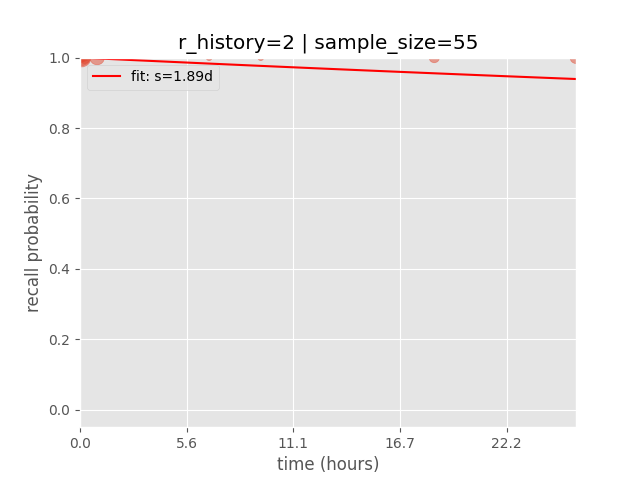 r_history=2 | sample_size=55
fit: s=1.89d
recall probability
1.0
0.8
0.6
0.4
0.2
0.0
0.0 5.6 11.1 16.7 22.2
time (hours)